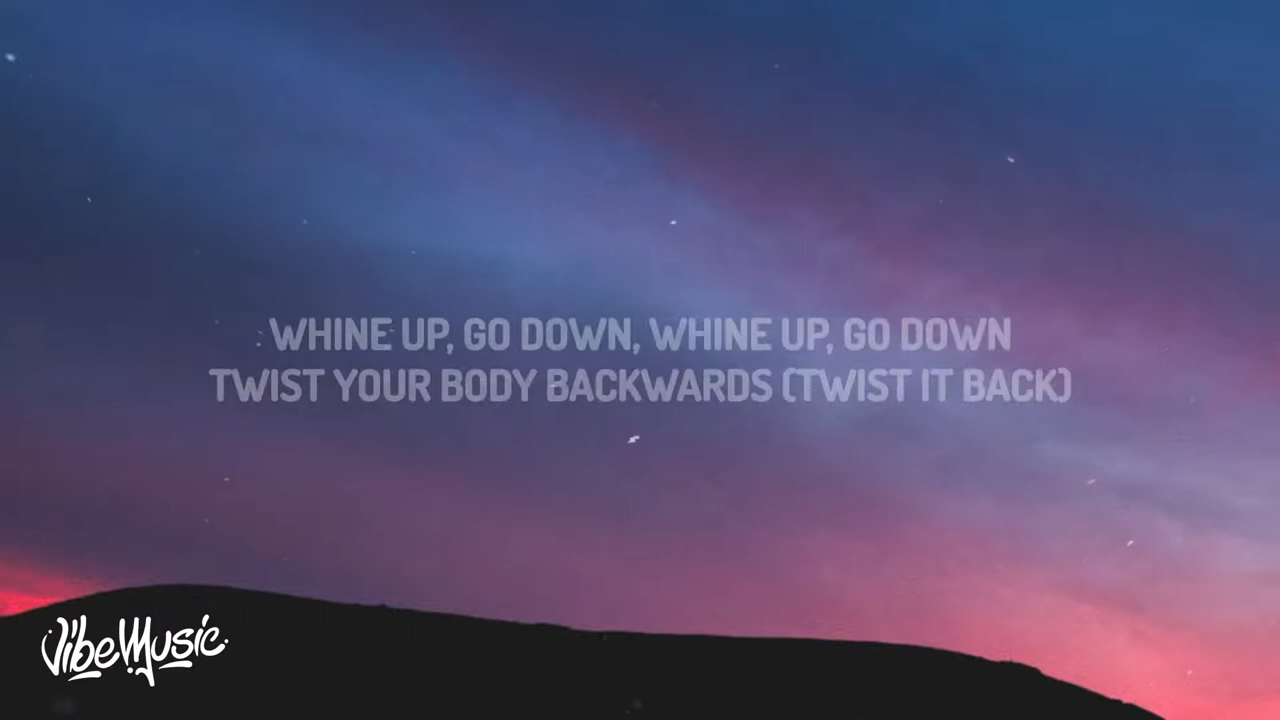 WHINE UP, GO DOWN, WHINE UP, GO DOWN
TWIST YOUR BODY BACKWARDS (TWIST IT BACK)
VibeMusic